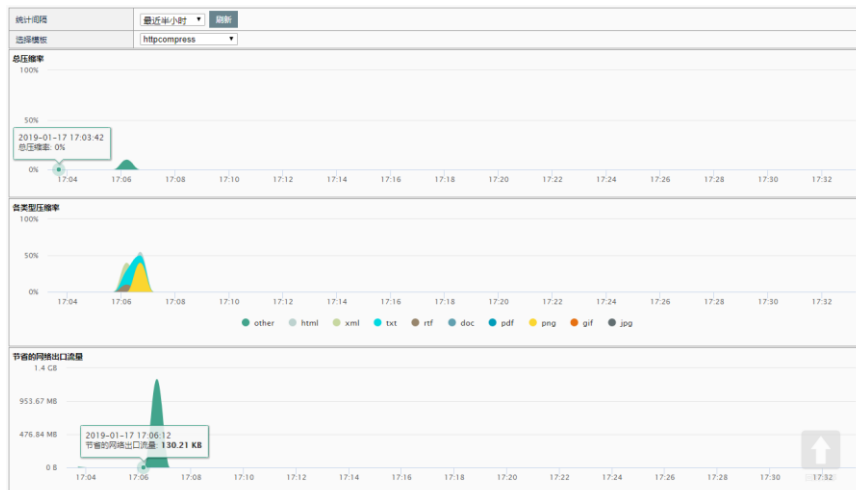 统计间隔 最近半小时 刷新
选择模板 httpcompress
总压缩率
100%
50%
2019-01-17 17:03:42
总压缩率: 0%
0%
17:04 17:06 17:08 17:10 17:12 17:14 17:16 17:18 17:20 17:22 17:24 17:26 17:28 17:30 17:32
各类型压缩率
100%
50%
0%
17:04 17:06 17:08 17:10 17:12 17:14 17:16 17:18 17:20 17:22 17:24 17:26 17:28 17:30 17:32
other html xml txt rtf doc pdf png gif jpg
节省的网络出口流量
1.4 GB
953.67 MB
476.84 MB
2019-01-17 17:06:12
节省的网络出口流量: 130.21 KB
0 B
17:04 17:06 17:08 17:10 17:12 17:14 17:16 17:18 17:20 17:22 17:24 17:26 17:28 17:30 17:32